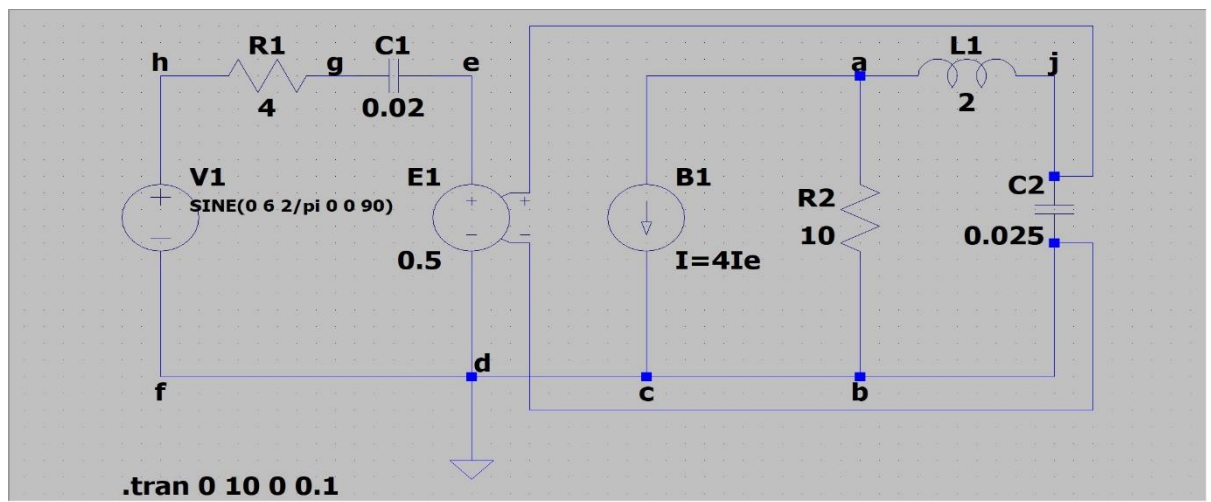 h
R1
4
g
C1
0.02
e
V1
SINE(0 6 2/pi 0 0 90)
E1
0.5
B1
I=4Ie
a
R2
10
L1
2
j
C2
0.025
f
d
c
b
.tran 0 10 0 0.1